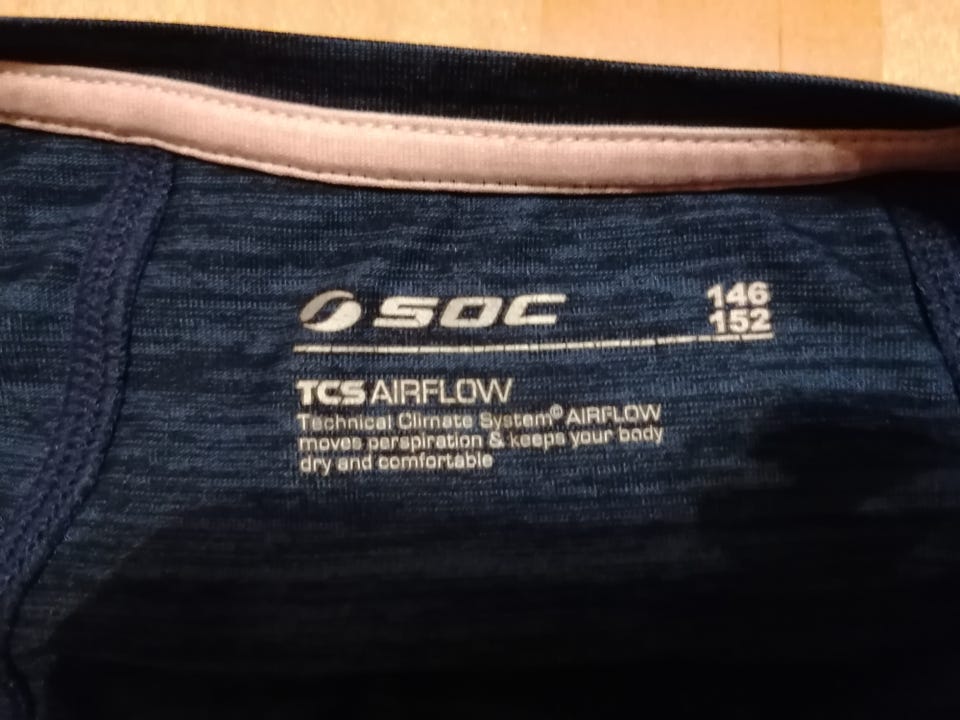 SOC
146
152
TCS AIRFLOW
Technical Climate System® AIRFLOW
moves perspiration & keeps your body
dry and comfortable